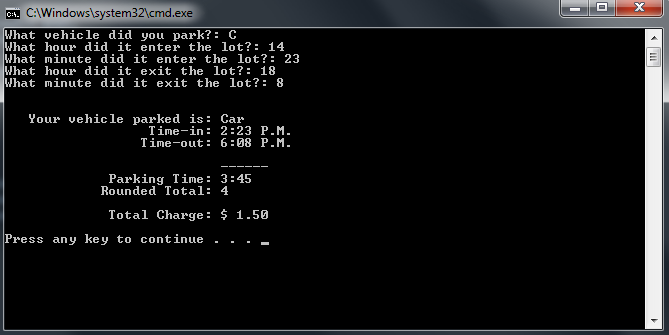 C:\Windows\system32\cmd.exe
What vehicle did you park?: C
What hour did it enter the lot?: 14
What minute did it enter the lot?: 23
What hour did it exit the lot?: 18
What minute did it exit the lot?: 8
Your vehicle parked is: Car
Time-in: 2:23 P.M.
Time-out: 6:08 P.M.
------
Parking Time: 3:45
Rounded Total: 4
Total Charge: $ 1.50
Press any key to continue . . . _